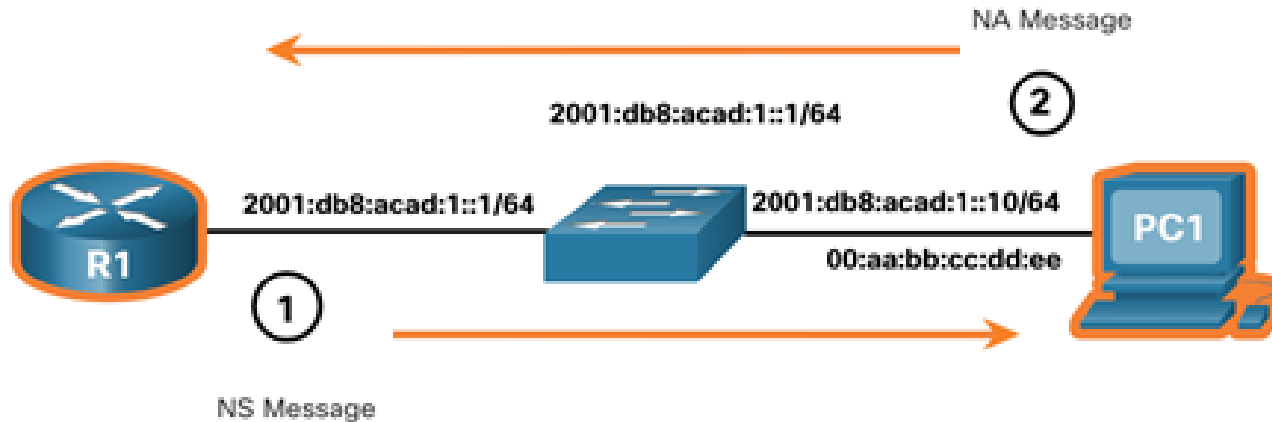 NA Message
2
2001:db8:acad:1::1/64
2001:db8:acad:1::1/64
2001:db8:acad:1::10/64
PC1
R1
00:aa:bb:cc:dd:ee
1
NS Message